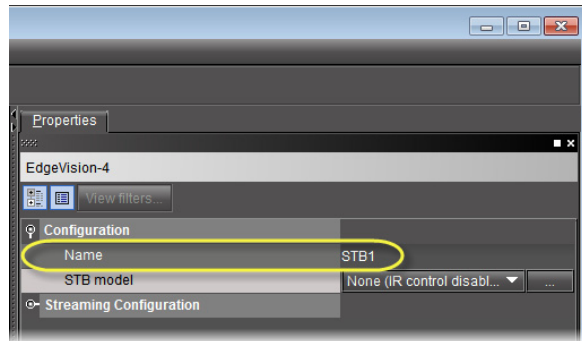 Properties
EdgeVision-4
View filters...
Configuration
Name STB1
STB model None (IR control disabl... ...
Streaming Configuration